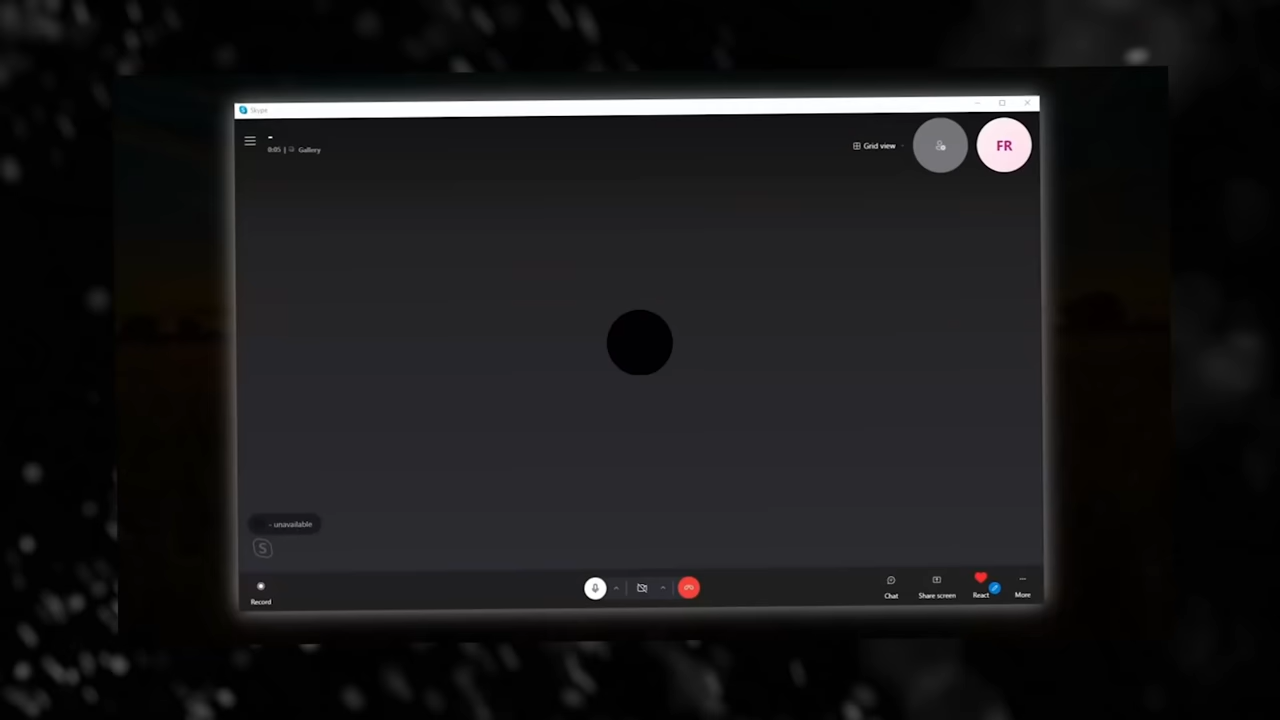 Skype
-
0:05 | Gallery
Grid view
FR
- unavailable
Record
Chat
Share screen
React
More